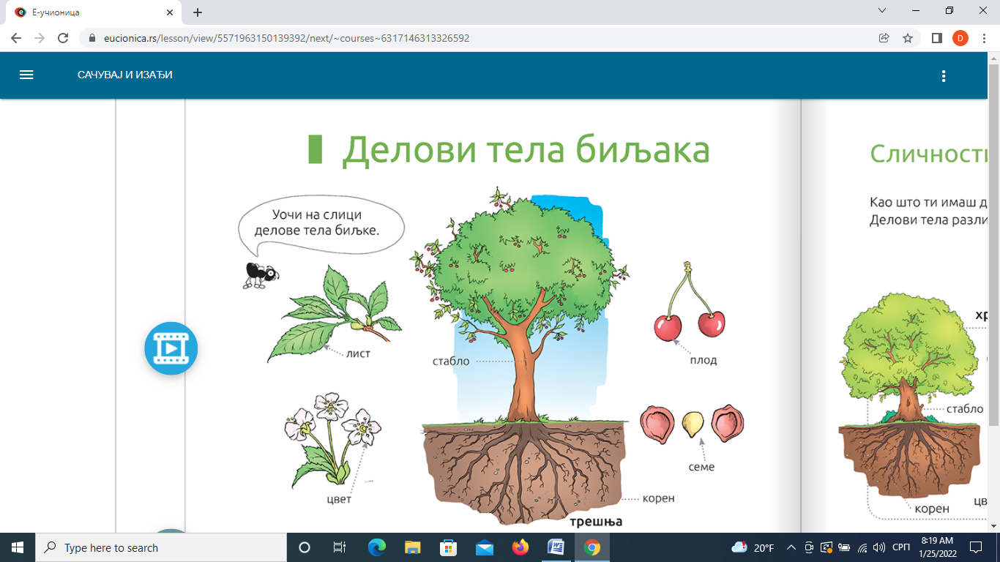 Е-учионица
eucionica.rs/lesson/view/5571963150139392/next/~courses~6317146313326592
D
САЧУВАЈ И ИЗАЂИ
Делови тела биљака
Уочи на слици
делове тела биљке.
лист
стабло
плод
цвет
семе
корен
трешња
Сличности
Као што ти имаш д
Делови тела разли
хр
стабло
корен
цв
Type here to search
20°F
СРП
8:19 AM
1/25/2022